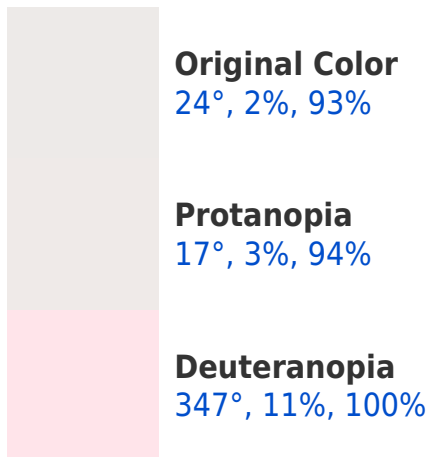 Original Color
24°, 2%, 93%
Protanopia
17°, 3%, 94%
Deuteranopia
347°, 11%, 100%